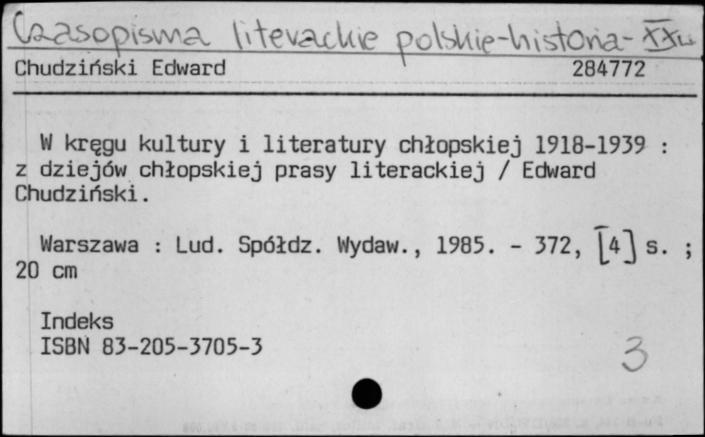 Czasopisma literackie polskie-historia-XXw
Chudziński Edward 284772
W kręgu kultury i literatury chłopskiej 1918-1939 :
z dziejów chłopskiej prasy literackiej / Edward
Chudziński.
Warszawa : Lud. Spółdz. Wydaw., 1985. - 372, [4] s. ;
20 cm
Indeks
ISBN 83-205-3705-3
3